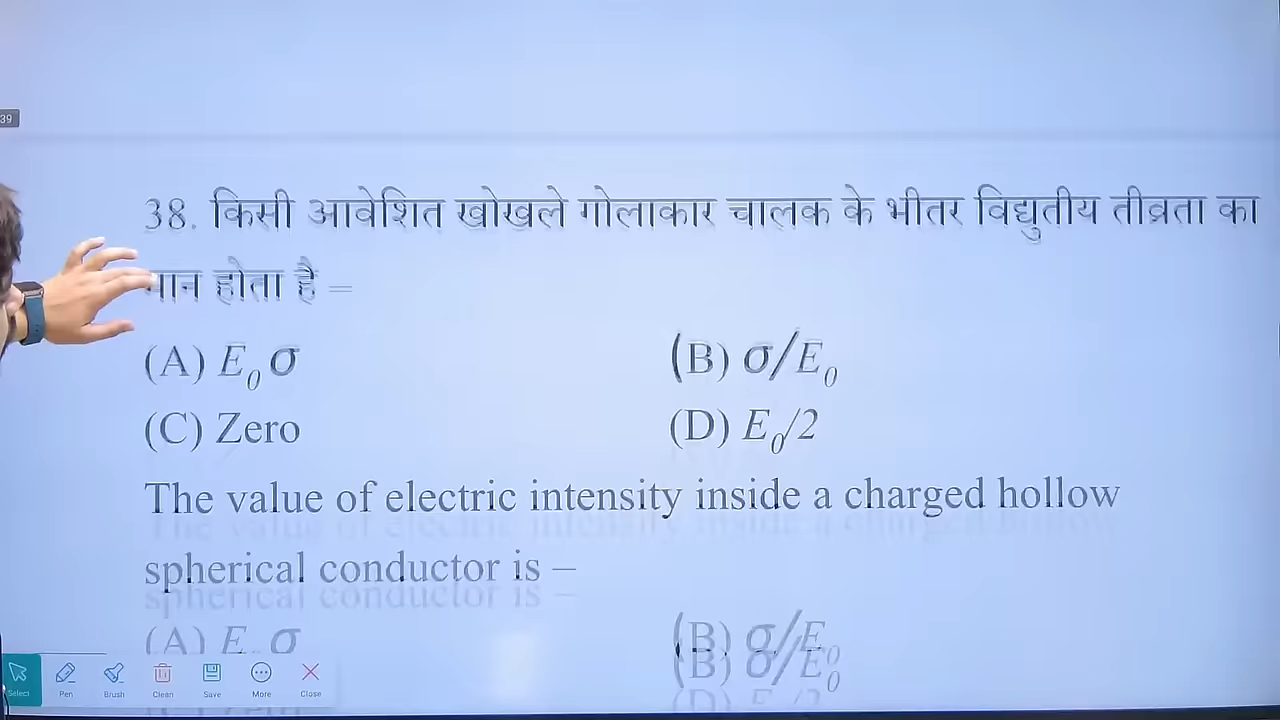 39
38. किसी आवेशित खोखले गोलाकार चालक के भीतर विद्युतीय तीव्रता का
मान होता है –
(A) E₀σ (B) σ/E₀
(C) Zero (D) E₀/2
The value of electric intensity inside a charged hollow
spherical conductor is –
(A) E₀σ (B) σ/E₀
Select Pen Brush Clean Save More Close